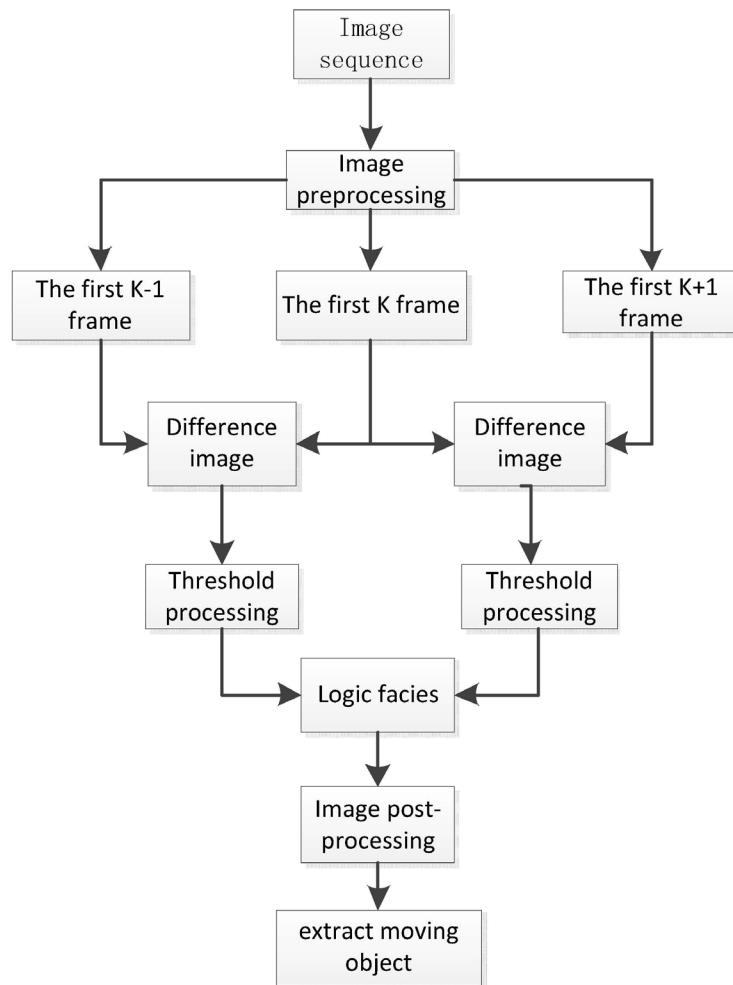 Image
sequence
Image
preprocessing
The first K-1
frame
The first K frame
The first K+1
frame
Difference
image
Difference
image
Threshold
processing
Threshold
processing
Logic facies
Image post-
processing
extract moving
object